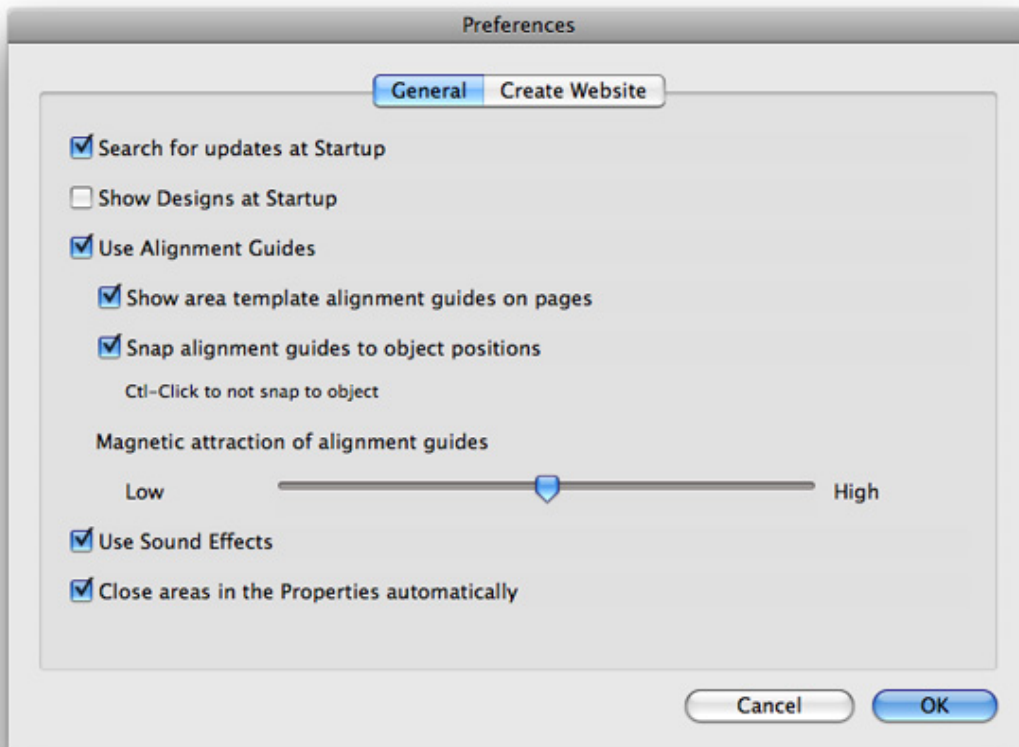 Preferences
General Create Website
Search for updates at Startup
Show Designs at Startup
Use Alignment Guides
Show area template alignment guides on pages
Snap alignment guides to object positions
Ctl-Click to not snap to object
Magnetic attraction of alignment guides
Low High
Use Sound Effects
Close areas in the Properties automatically
Cancel OK